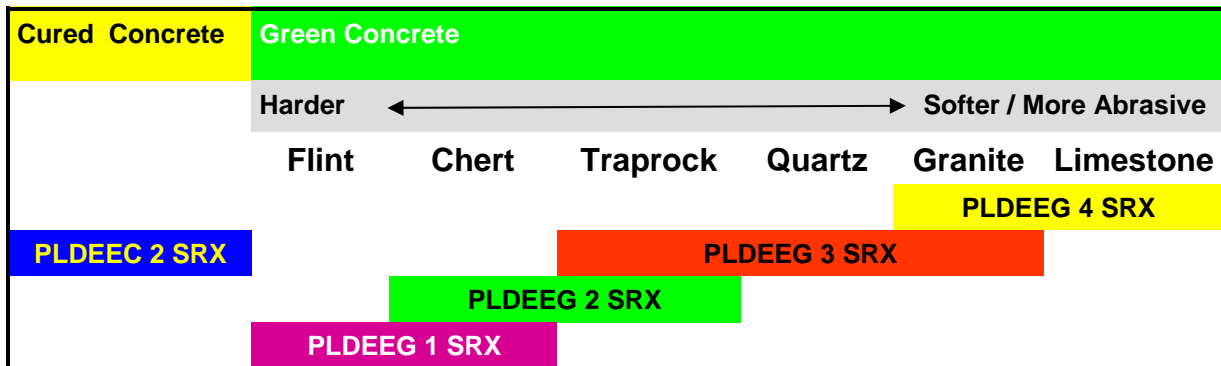 Cured Concrete Green Concrete
Harder Softer / More Abrasive
Flint Chert Traprock Quartz Granite Limestone
PLDEEG 4 SRX
PLDEEC 2 SRX PLDEEG 3 SRX
PLDEEG 2 SRX
PLDEEG 1 SRX